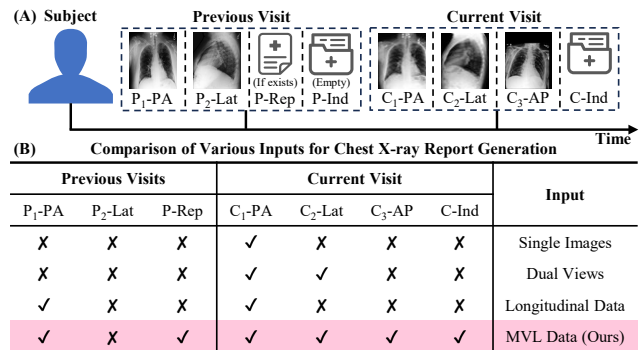 (A) Subject Previous Visit Current Visit
(If exists) (Empty)
P₁-PA P₂-Lat P-Rep P-Ind C₁-PA C₂-Lat C₃-AP C-Ind
Time
(B) Comparison of Various Inputs for Chest X-ray Report Generation
Previous Visits Current Visit Input
P₁-PA P₂-Lat P-Rep C₁-PA C₂-Lat C₃-AP C-Ind
✗ ✗ ✗ ✓ ✗ ✗ ✗ Single Images
✗ ✗ ✗ ✓ ✓ ✗ ✗ Dual Views
✓ ✗ ✗ ✓ ✗ ✗ ✗ Longitudinal Data
✓ ✗ ✓ ✓ ✓ ✓ ✓ MVL Data (Ours)